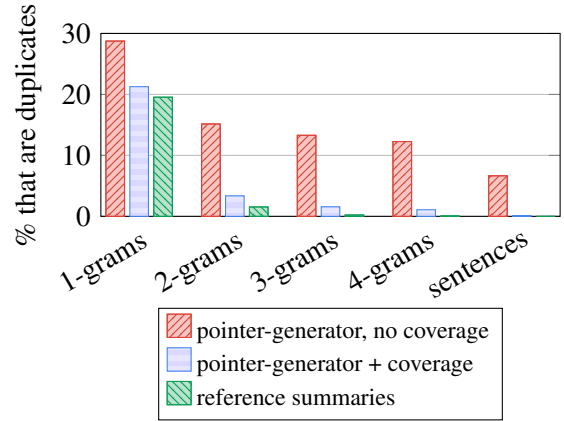 % that are duplicates
30
20
10
0
1-grams
2-grams
3-grams
4-grams
sentences
pointer-generator, no coverage
pointer-generator + coverage
reference summaries